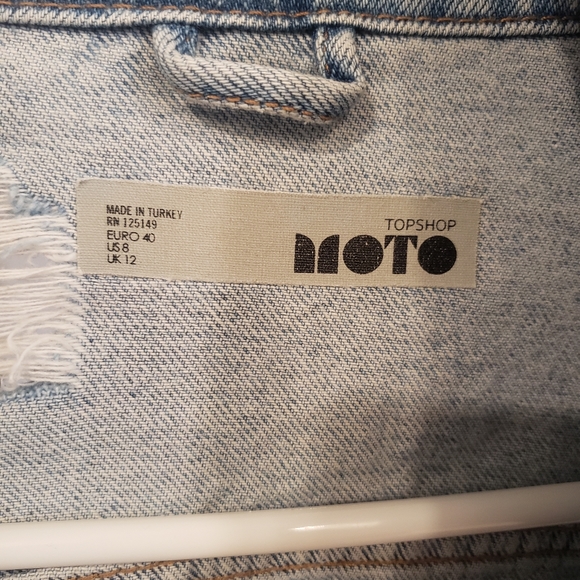 MADE IN TURKEY
RN 125149
EURO 40
US 8
UK 12
TOPSHOP
MOTO